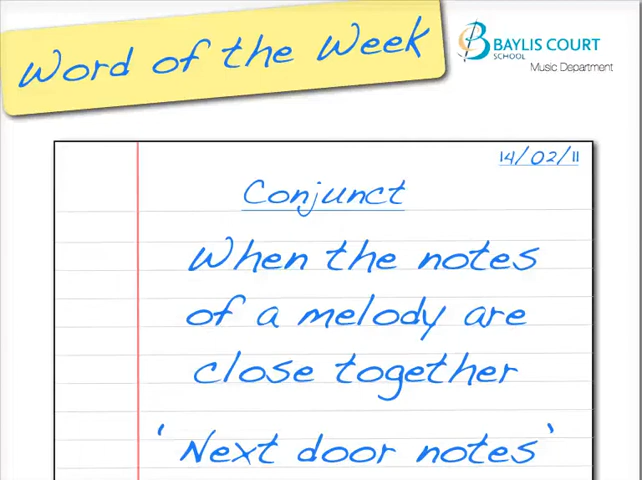 Word of the Week
BAYLIS COURT
SCHOOL
Music Department
14/02/11
Conjunct
When the notes
of a melody are
close together
'Next door notes'